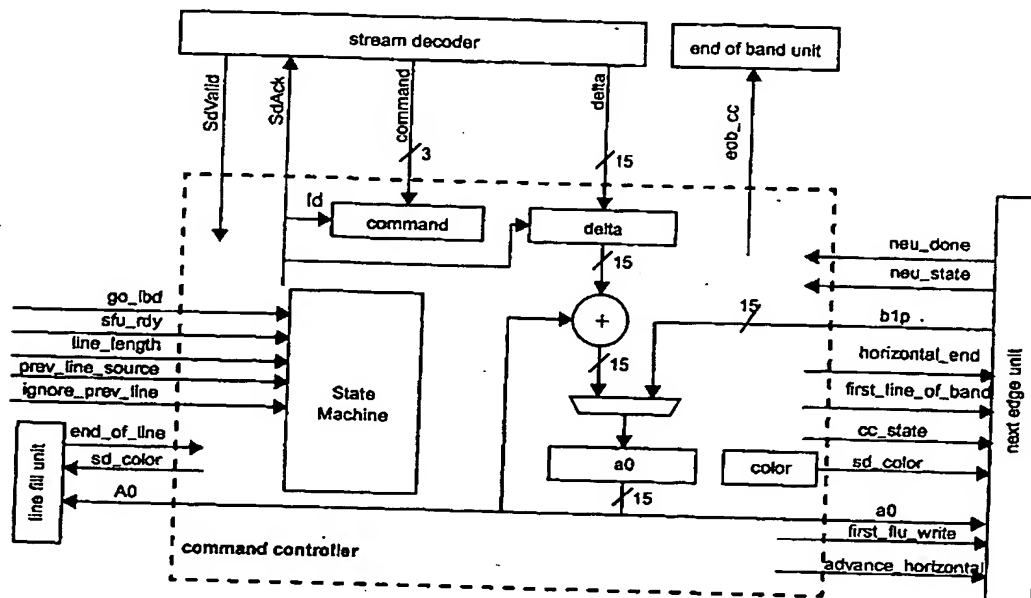 stream decoder
end of band unit
SdValid
SdAck
command
delta
eob_cc
3
15
ld
command
delta
neu_done
neu_state
15
15
b1p
go_lbd
sfu_rdy
line_length
prev_line_source
ignore_prev_line
State
Machine
+
15
horizontal_end
first_line_of_band
cc_state
next edge unit
end_of_line
sd_color
A0
line fill unit
a0
color
sd_color
15
a0
first_flu_write
advance_horizontal
command controller